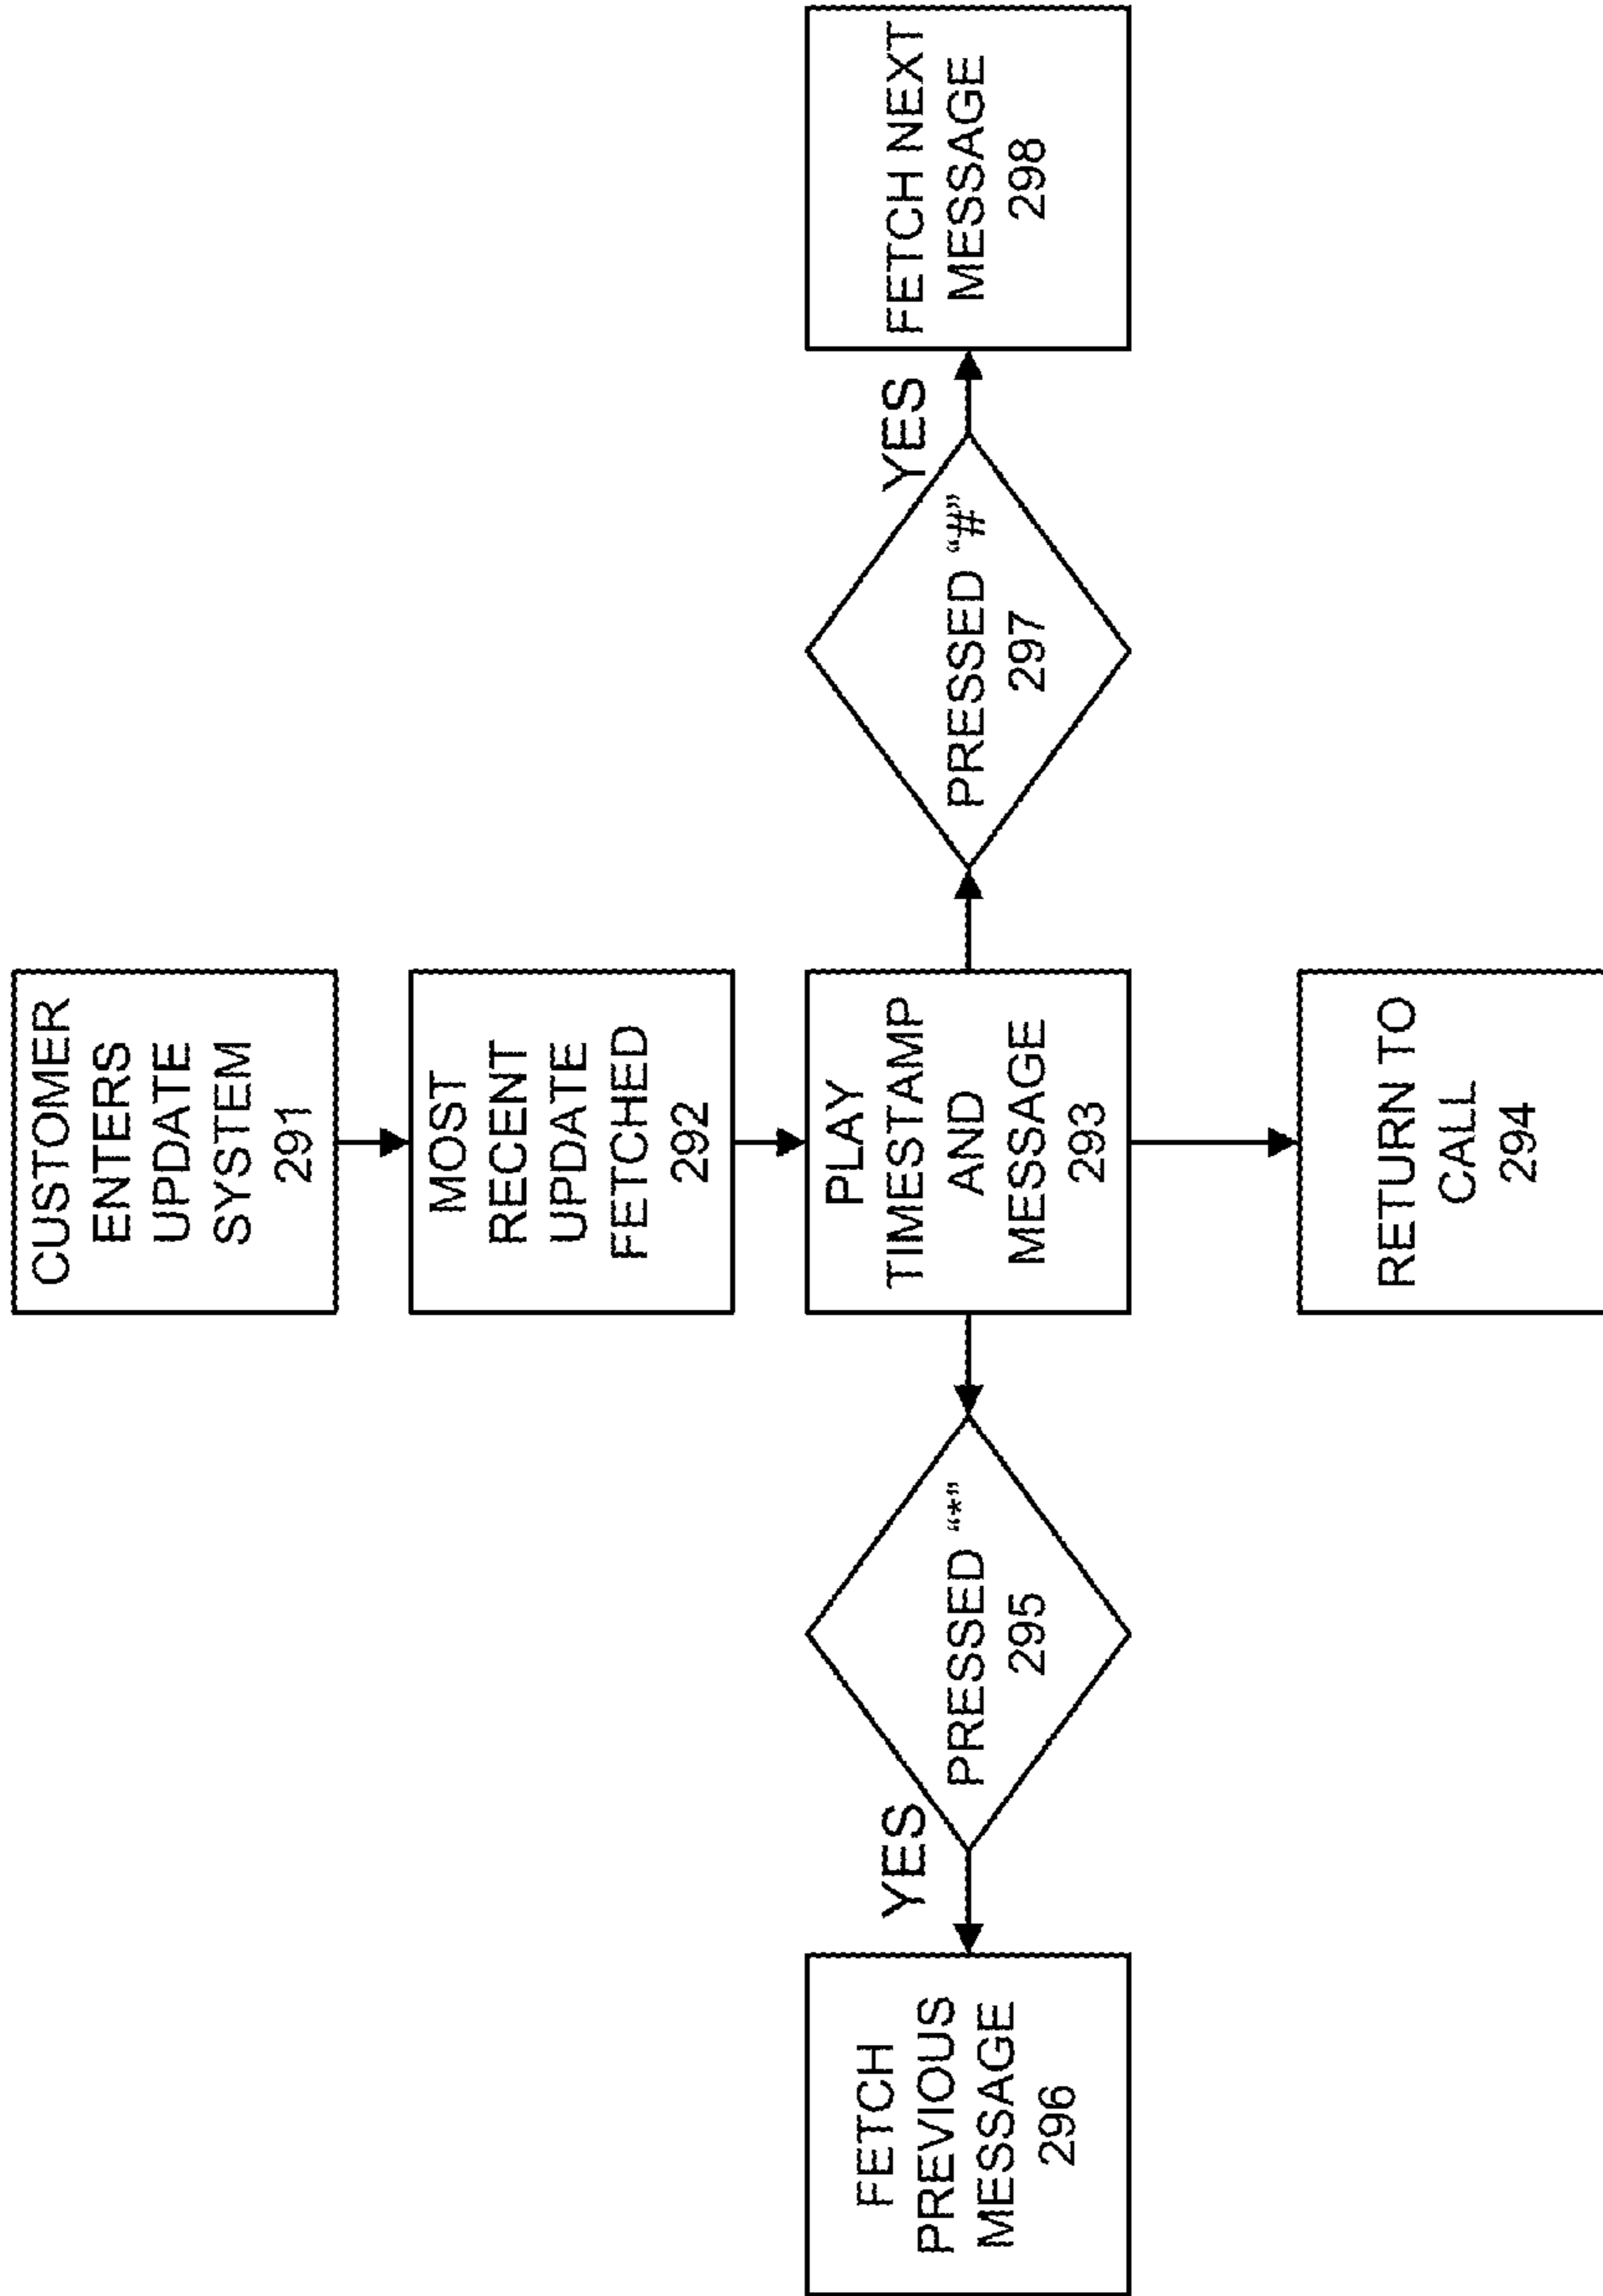 CUSTOMER
ENTERS
UPDATE
SYSTEM
291
MOST
RECENT
UPDATE
FETCHED
292
PLAY
TIMESTAMP
AND
MESSAGE
293
RETURN TO
CALL
294
PRESSED “*”
295
YES
FETCH
PREVIOUS
MESSAGE
296
PRESSED “#”
297
YES
FETCH NEXT
MESSAGE
298